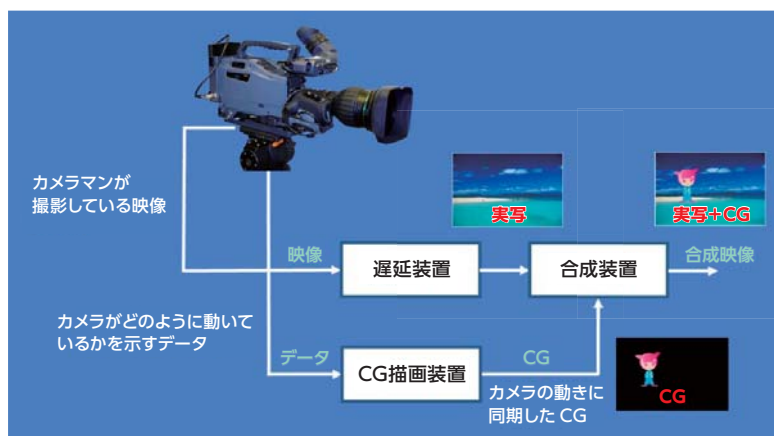 カメラマンが
撮影している映像
実写
実写+CG
映像
遅延装置
合成装置
合成映像
カメラがどのように動いて
いるかを示すデータ
データ
CG描画装置
CG
カメラの動きに
同期した CG
CG